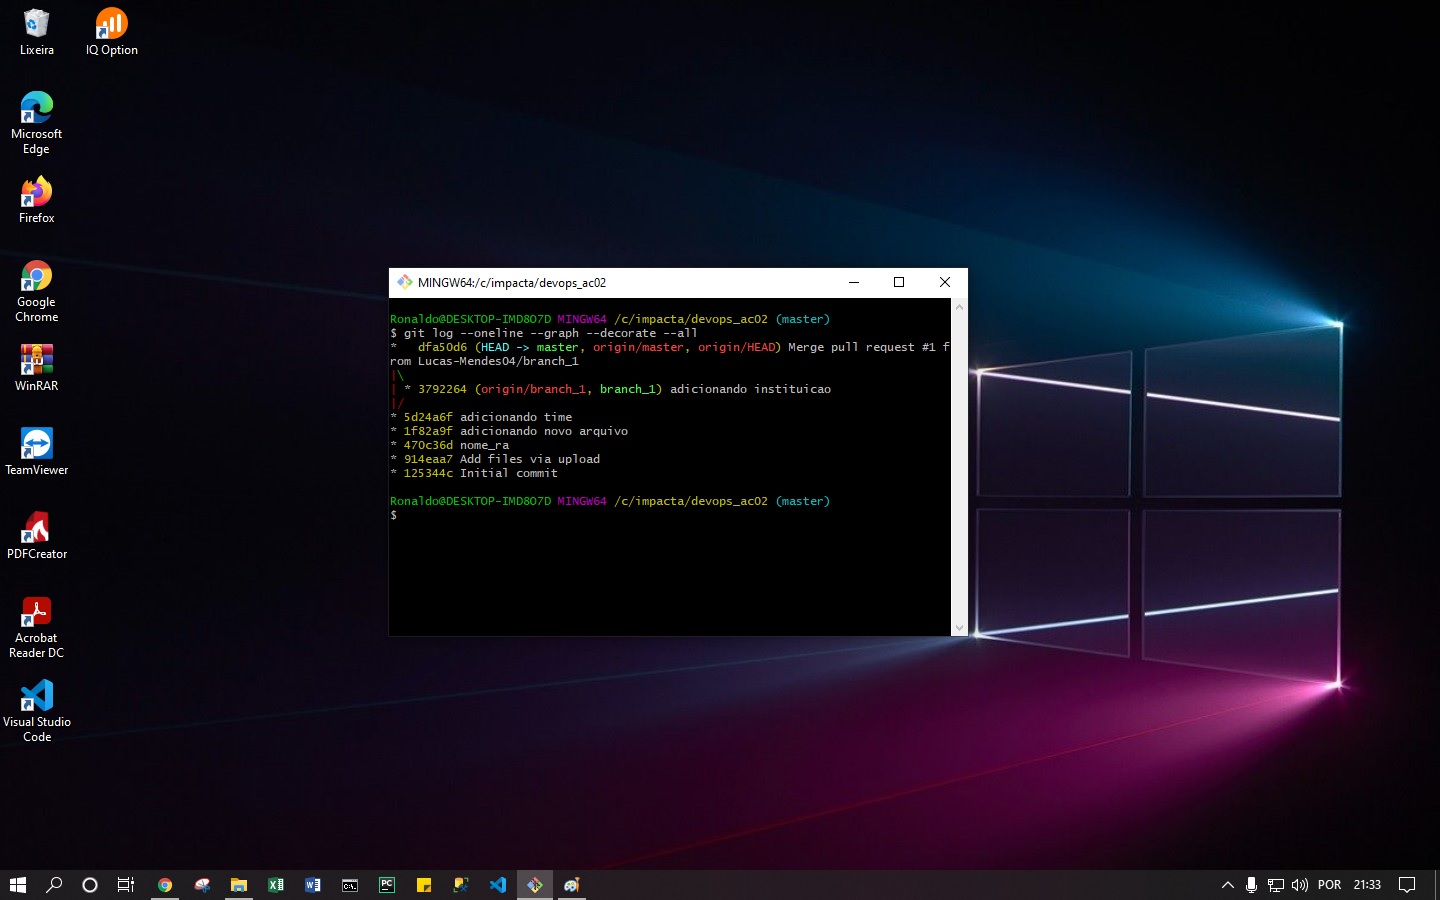 Lixeira
IQ Option
Microsoft
Edge
Firefox
Google
Chrome
WinRAR
TeamViewer
PDFCreator
Acrobat
Reader DC
Visual Studio
Code
MINGW64:/c/impacta/devops_ac02
Ronaldo@DESKTOP-IMD8O7D MINGW64 /c/impacta/devops_ac02 (master)
$ git log --oneline --graph --decorate --all
*   dfa50d6 (HEAD -> master, origin/master, origin/HEAD) Merge pull request #1 f
rom Lucas-Mendes04/branch_1
|\
| * 3792264 (origin/branch_1, branch_1) adicionando instituicao
|/
* 5d24a6f adicionando time
* 1f82a9f adicionando novo arquivo
* 470c36d nome_ra
* 914eaa7 Add files via upload
* 125344c Initial commit
Ronaldo@DESKTOP-IMD8O7D MINGW64 /c/impacta/devops_ac02 (master)
$
POR
21:33